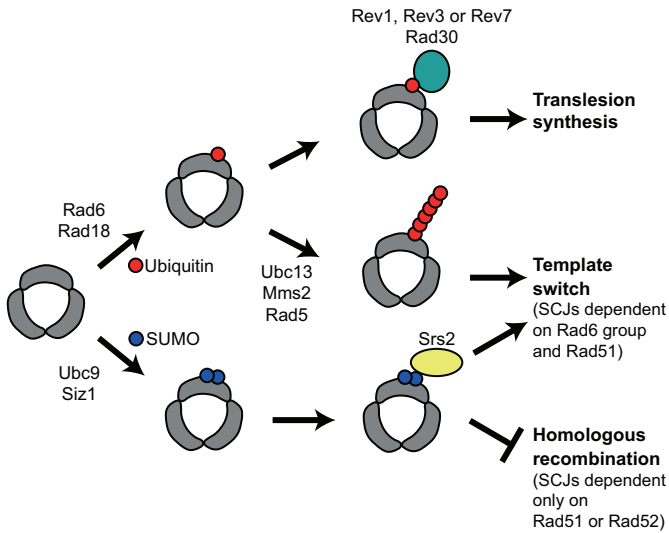 Rev1, Rev3 or Rev7
Rad30
Translesion
synthesis
Rad6
Rad18
Ubiquitin
Ubc13
Mms2
Rad5
Template
switch
(SCJs dependent
on Rad6 group
and Rad51)
SUMO
Srs2
Ubc9
Siz1
Homologous
recombination
(SCJs dependent
only on
Rad51 or Rad52)